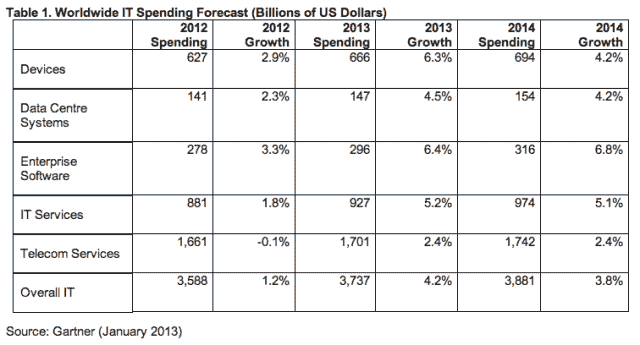 Table 1. Worldwide IT Spending Forecast (Billions of US Dollars)
2012 Spending 2012 Growth 2013 Spending 2013 Growth 2014 Spending 2014 Growth
Devices 627 2.9% 666 6.3% 694 4.2%
Data Centre Systems 141 2.3% 147 4.5% 154 4.2%
Enterprise Software 278 3.3% 296 6.4% 316 6.8%
IT Services 881 1.8% 927 5.2% 974 5.1%
Telecom Services 1,661 -0.1% 1,701 2.4% 1,742 2.4%
Overall IT 3,588 1.2% 3,737 4.2% 3,881 3.8%
Source: Gartner (January 2013)